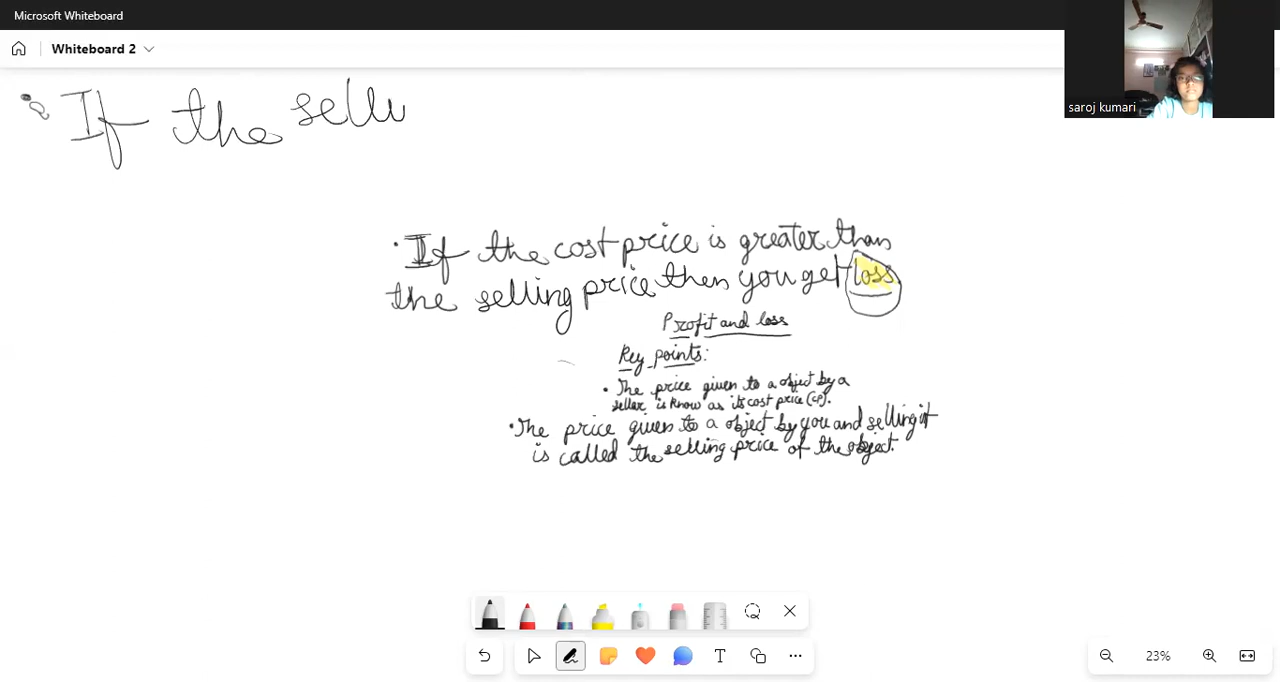 Microsoft Whiteboard
Whiteboard 2
saroj kumari
If the sellu
• If the cost price is greater than
the selling price then you get loss.
Profit and loss
Key points:
• The price given to a object by a
seller is know as its cost price (CP).
• The price given to a object by you and selling it
is called the selling price of the object.
23%